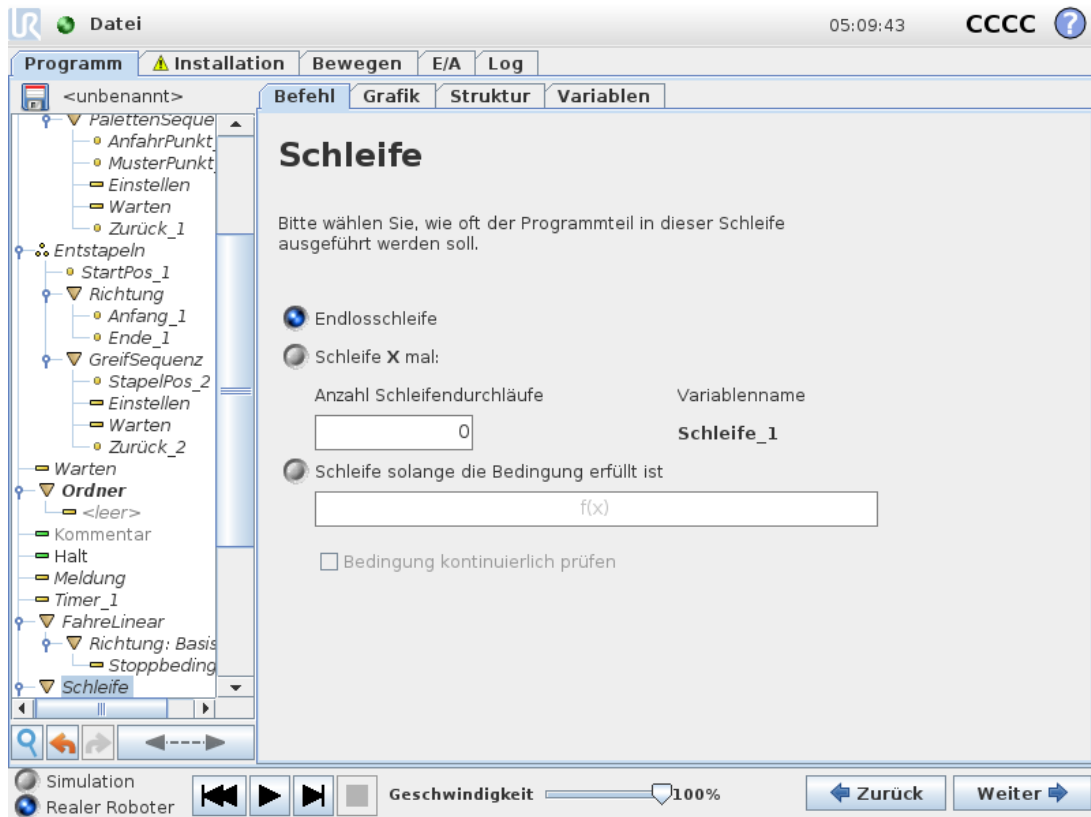 UR Datei 05:09:43 CCCC ?
Programm Installation Bewegen E/A Log
<unbenannt> Befehl Grafik Struktur Variablen
PalettenSeque
AnfahrPunkt_
MusterPunkt_
Einstellen
Warten
Zurück_1
Entstapeln
StartPos_1
Richtung
Anfang_1
Ende_1
GreifSequenz
StapelPos_2
Einstellen
Warten
Zurück_2
Warten
Ordner
<leer>
Kommentar
Halt
Meldung
Timer_1
FahreLinear
Richtung: Basis
Stoppbeding
Schleife
Schleife
Bitte wählen Sie, wie oft der Programmteil in dieser Schleife
ausgeführt werden soll.
Endlosschleife
Schleife X mal:
Anzahl Schleifendurchläufe Variablenname
0 Schleife_1
Schleife solange die Bedingung erfüllt ist
f(x)
Bedingung kontinuierlich prüfen
Simulation
Realer Roboter
Geschwindigkeit 100% Zurück Weiter